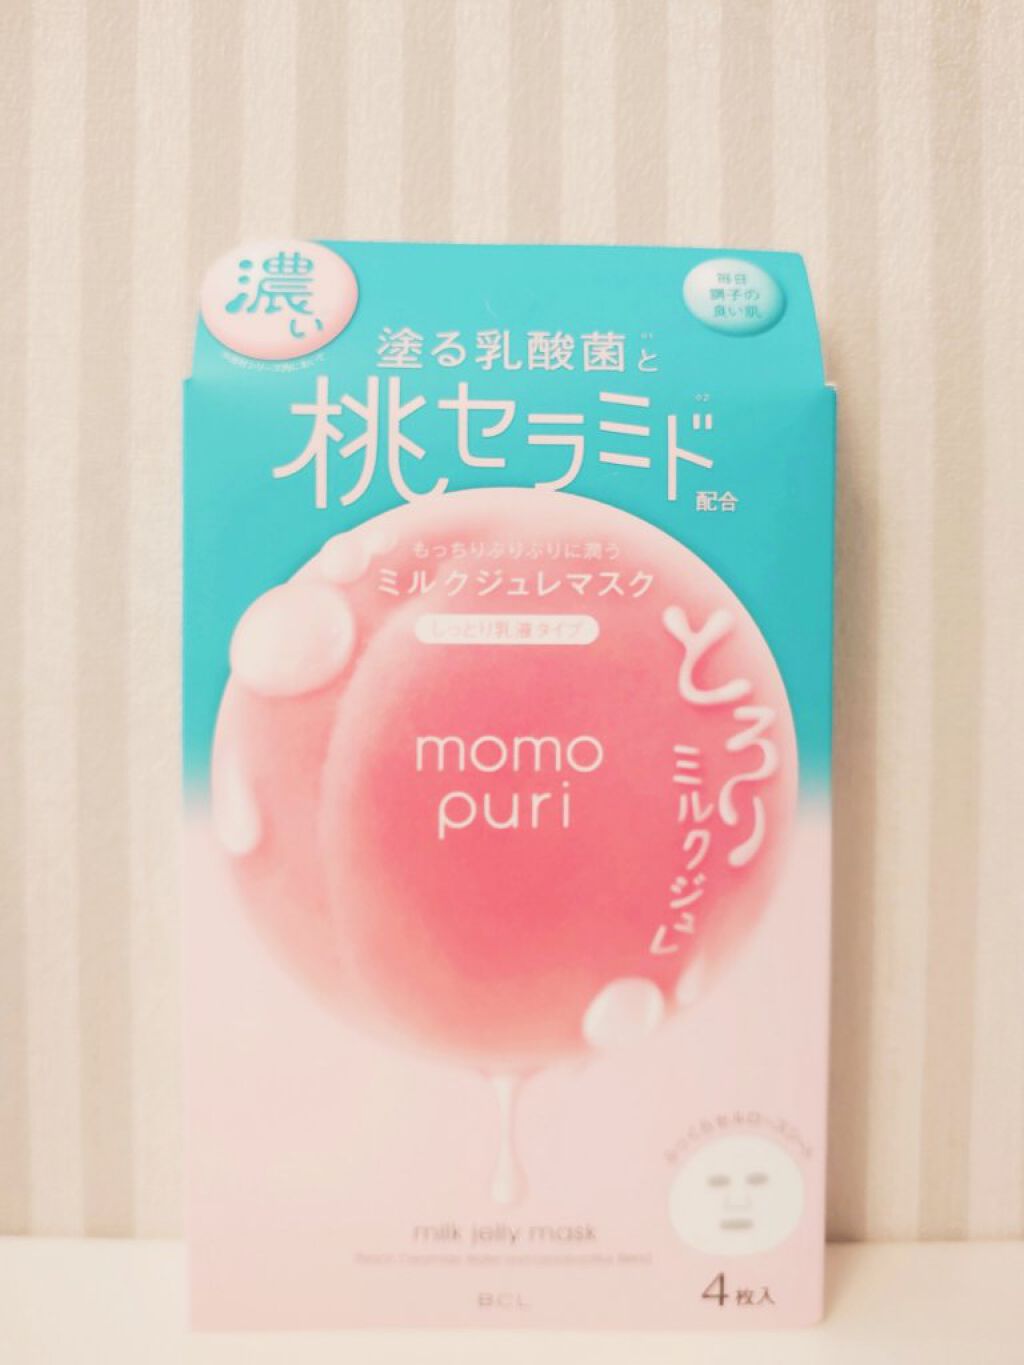 濃い
毎日
調子の
良い肌
塗る乳酸菌※1と
桃セラミド※2
配合
もっちりぷりぷりに潤う
ミルクジュレマスク
しっとり乳液タイプ
momo
puri
とろり
ミルクジュレ
milk jelly mask
BCL
4枚入